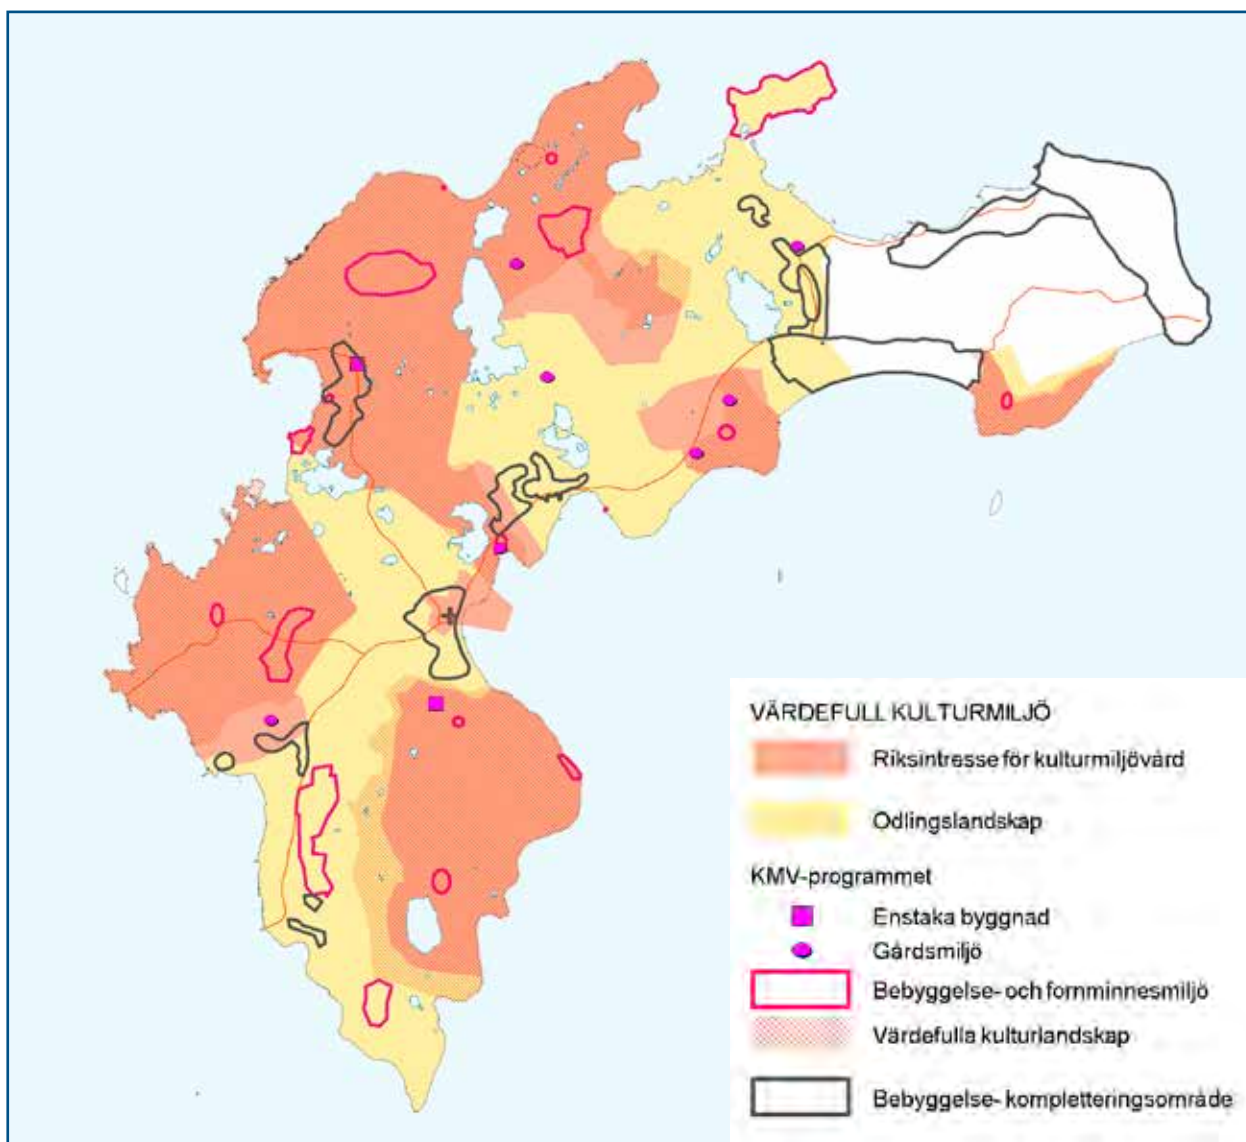 VÄRDEFULL KULTURMILJÖ
Riksintresse för kulturmiljövård
Odlingslandskap
KMV-programmet
Enstaka byggnad
Gårdsmiljö
Bebyggelse- och fornminnesmiljö
Värdefulla kulturlandskap
Bebyggelse- kompletteringsområde